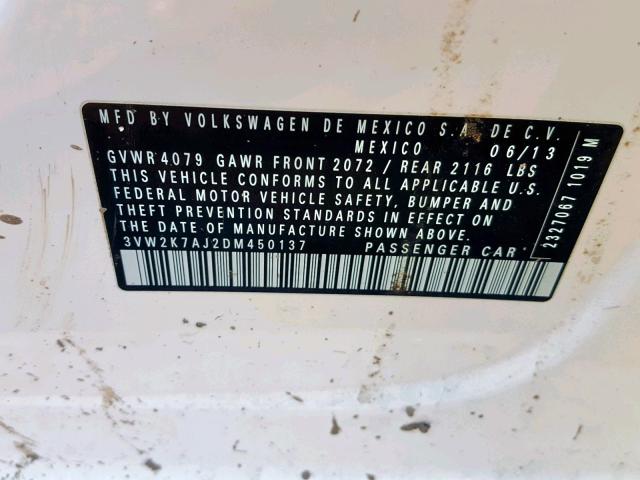 MFD BY VOLKSWAGEN DE MEXICO S.A. DE C.V.
MEXICO 06/13
GVWR 4079 GAWR FRONT 2072 / REAR 2116 LBS
THIS VEHICLE CONFORMS TO ALL APPLICABLE U.S.
FEDERAL MOTOR VEHICLE SAFETY, BUMPER AND
THEFT PREVENTION STANDARDS IN EFFECT ON
THE DATE OF MANUFACTURE SHOWN ABOVE.
3VW2K7AJ2DM450137 PASSENGER CAR
2327067 1019 M